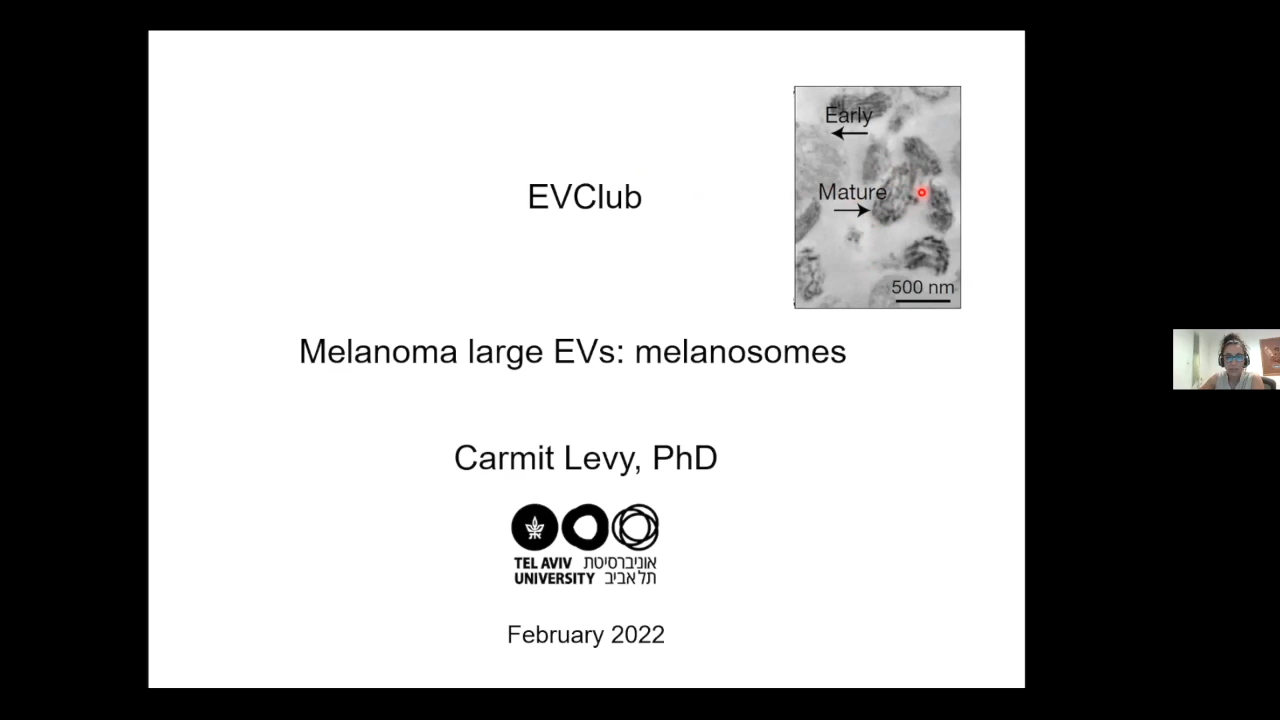 Early
EVClub
Mature
500 nm
Melanoma large EVs: melanosomes
Carmit Levy, PhD
TEL AVIV אוניברסיטת
UNIVERSITY תל אביב
February 2022